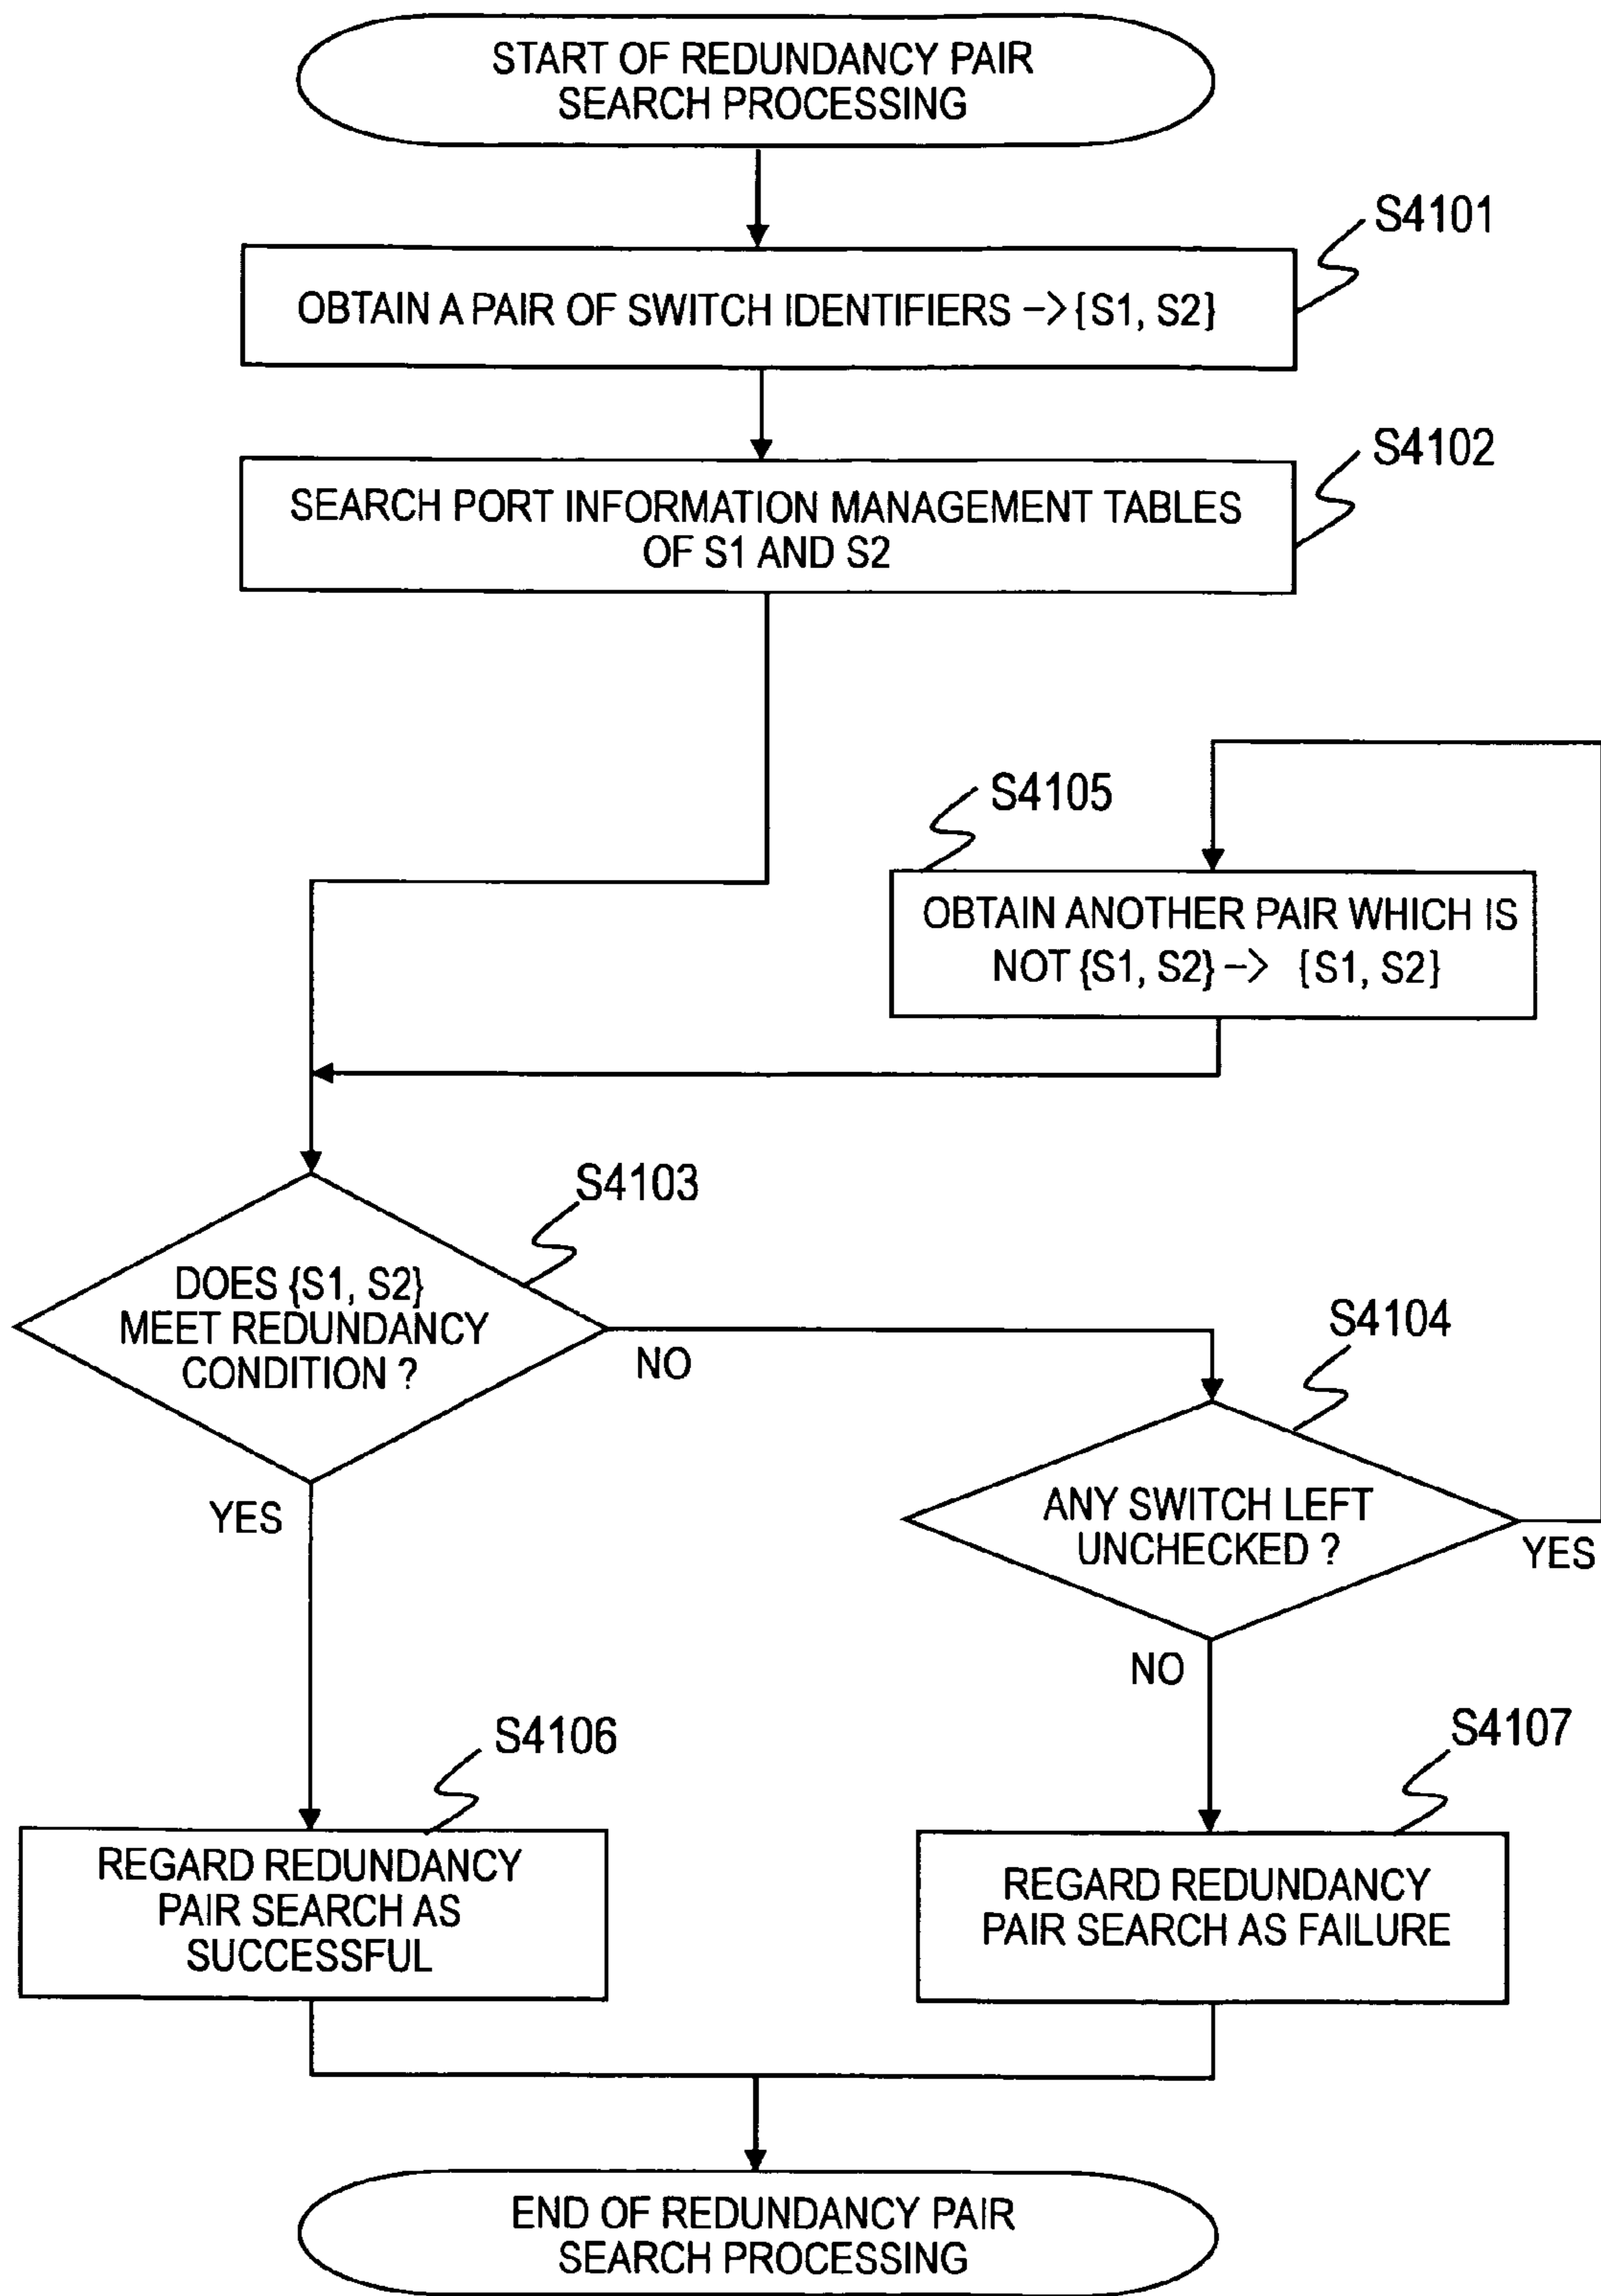 START OF REDUNDANCY PAIR
SEARCH PROCESSING
S4101
OBTAIN A PAIR OF SWITCH IDENTIFIERS -> {S1, S2}
S4102
SEARCH PORT INFORMATION MANAGEMENT TABLES
OF S1 AND S2
S4105
OBTAIN ANOTHER PAIR WHICH IS
NOT {S1, S2} -> {S1, S2}
S4103
DOES {S1, S2}
MEET REDUNDANCY
CONDITION ?
NO
YES
S4104
ANY SWITCH LEFT
UNCHECKED ?
YES
NO
S4106
REGARD REDUNDANCY
PAIR SEARCH AS
SUCCESSFUL
S4107
REGARD REDUNDANCY
PAIR SEARCH AS FAILURE
END OF REDUNDANCY PAIR
SEARCH PROCESSING